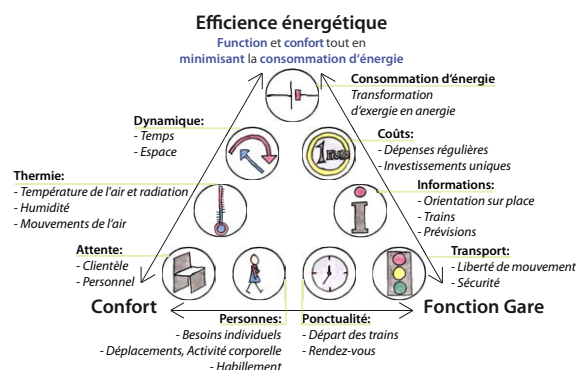 Efficience énergétique
Function et confort tout en
minimisant la consommation d'énergie
Consommation d'énergie
Transformation
d'exergie en anergie
Dynamique:
- Temps
- Espace
Coûts:
- Dépenses régulières
- Investissements uniques
1 EURO
Thermie:
- Température de l'air et radiation
- Humidité
- Mouvements de l'air
Informations:
- Orientation sur place
- Trains
- Prévisions
i
Attente:
- Clientèle
- Personnel
Transport:
- Liberté de mouvement
- Sécurité
Confort
Fonction Gare
Personnes:
- Besoins individuels
- Déplacements, Activité corporelle
- Habillement
Ponctualité:
- Départ des trains
- Rendez-vous